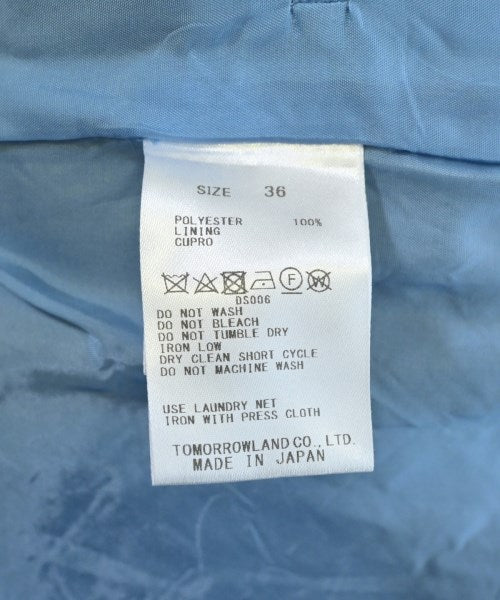 SIZE 36
POLYESTER 100%
LINING
CUPRO
F W
DS006
DO NOT WASH
DO NOT BLEACH
DO NOT TUMBLE DRY
IRON LOW
DRY CLEAN SHORT CYCLE
DO NOT MACHINE WASH
USE LAUNDRY NET
IRON WITH PRESS CLOTH
TOMORROWLAND CO., LTD.
MADE IN JAPAN